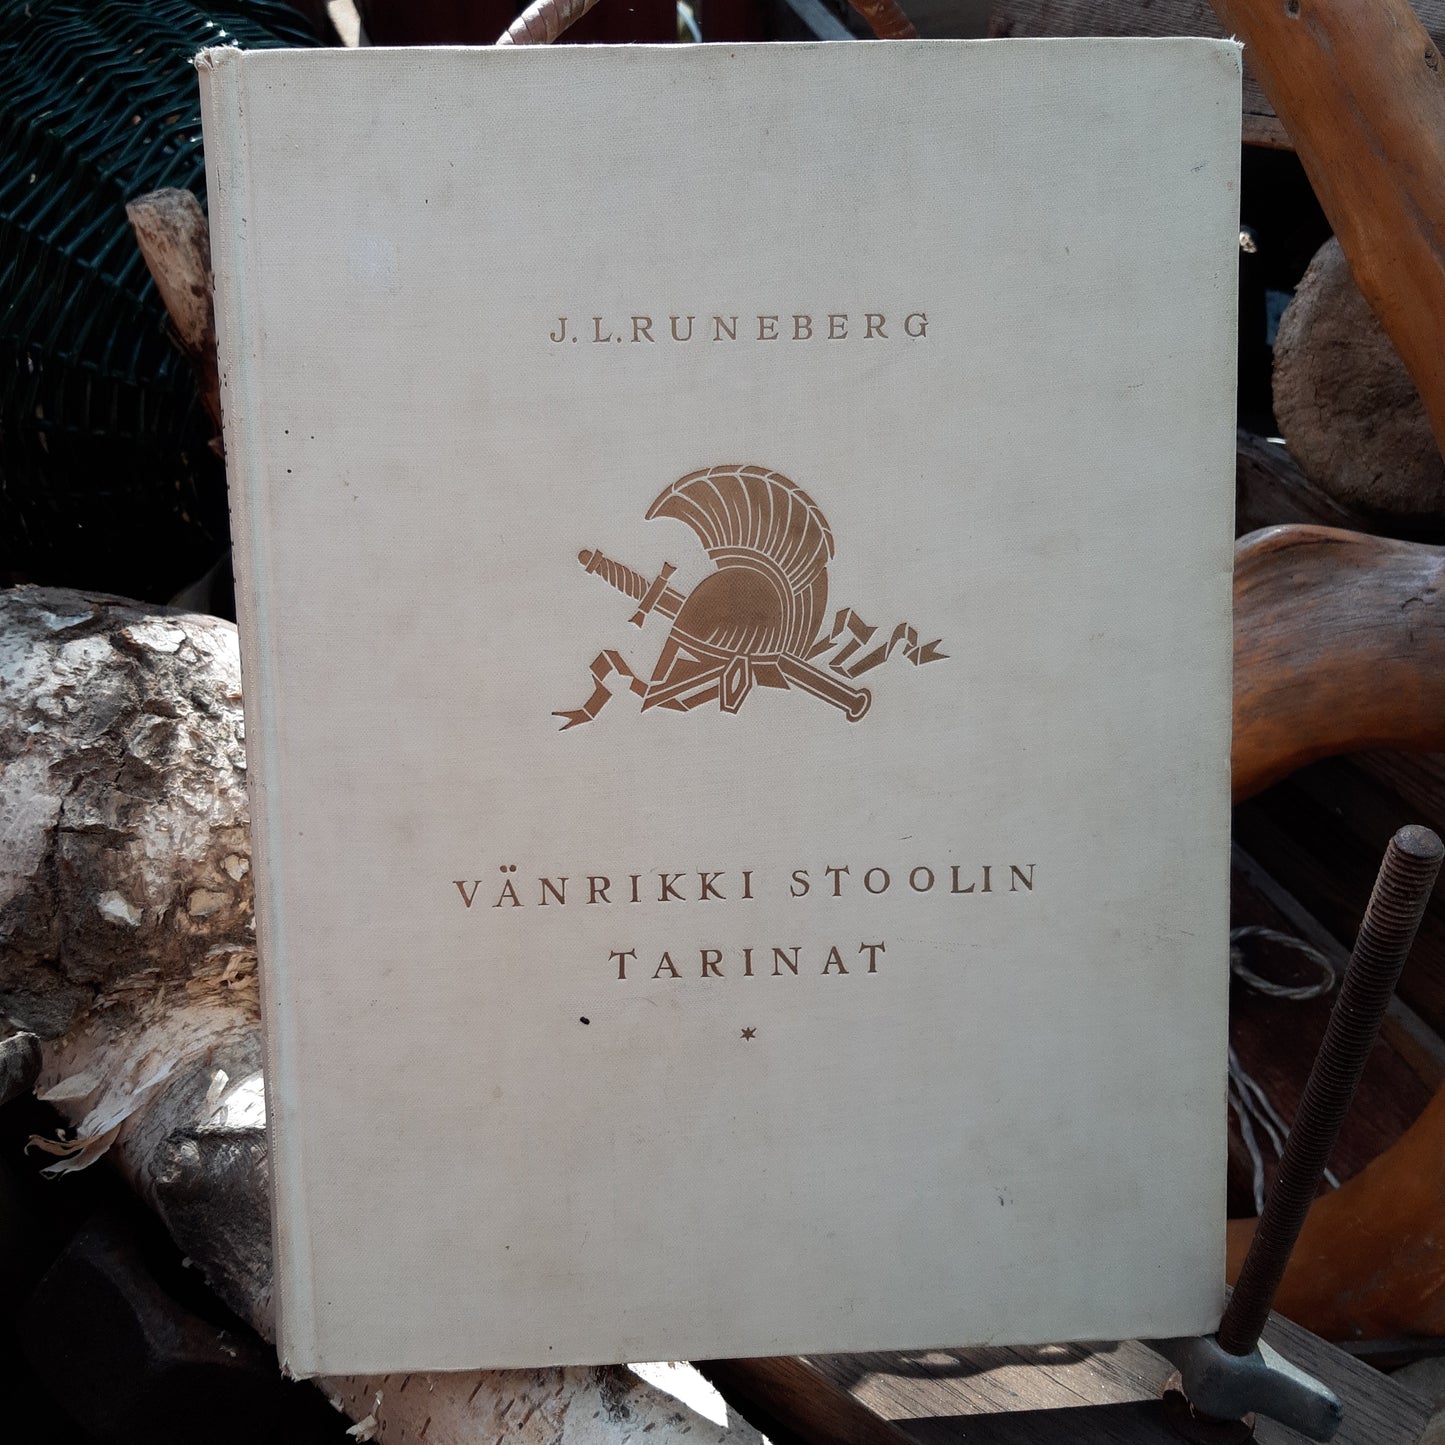 J. L. RUNEBERG
VÄNRIKKI STOOLIN
TARINAT